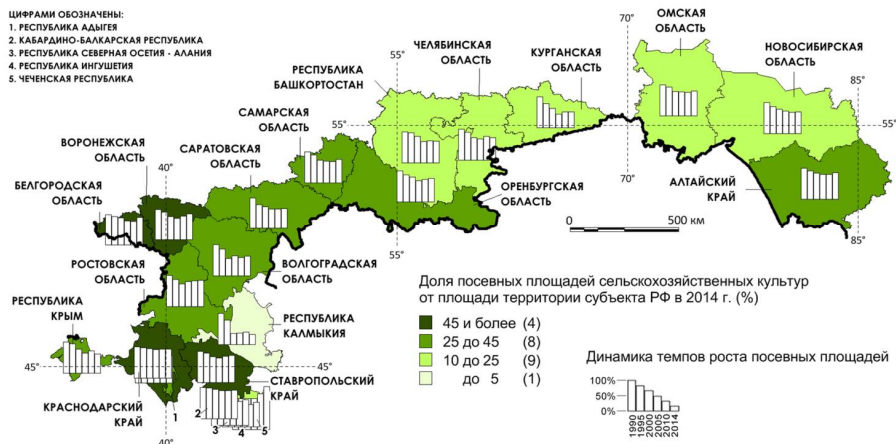 ЦИФРАМИ ОБОЗНАЧЕНЫ:
1. РЕСПУБЛИКА АДЫГЕЯ
2. КАБАРДИНО-БАЛКАРСКАЯ РЕСПУБЛИКА
3. РЕСПУБЛИКА СЕВЕРНАЯ ОСЕТИЯ - АЛАНИЯ
4. РЕСПУБЛИКА ИНГУШЕТИЯ
5. ЧЕЧЕНСКАЯ РЕСПУБЛИКА
70°
ОМСКАЯ
ОБЛАСТЬ
ЧЕЛЯБИНСКАЯ
ОБЛАСТЬ
КУРГАНСКАЯ
ОБЛАСТЬ
НОВОСИБИРСКАЯ
ОБЛАСТЬ
55°
РЕСПУБЛИКА
БАШКОРТОСТАН
85°
САМАРСКАЯ
ОБЛАСТЬ
55°
55°
ВОРОНЕЖСКАЯ
ОБЛАСТЬ
САРАТОВСКАЯ
ОБЛАСТЬ
40°
БЕЛГОРОДСКАЯ
ОБЛАСТЬ
70°
ОРЕНБУРГСКАЯ
ОБЛАСТЬ
АЛТАЙСКИЙ
КРАЙ
0 500 км
85°
55°
РОСТОВСКАЯ
ОБЛАСТЬ
ВОЛГОГРАДСКАЯ
ОБЛАСТЬ
РЕСПУБЛИКА
КРЫМ
РЕСПУБЛИКА
КАЛМЫКИЯ
45°
45°
КРАСНОДАРСКИЙ
КРАЙ
СТАВРОПОЛЬСКИЙ
КРАЙ
1
2
3
4
5
40°
Доля посевных площадей сельскохозяйственных культур
от площади территории субъекта РФ в 2014 г. (%)
45 и более (4)
25 до 45 (8)
10 до 25 (9)
до 5 (1)
Динамика темпов роста посевных площадей
100%
50%
0%
1990
1995
2000
2005
2010
2014